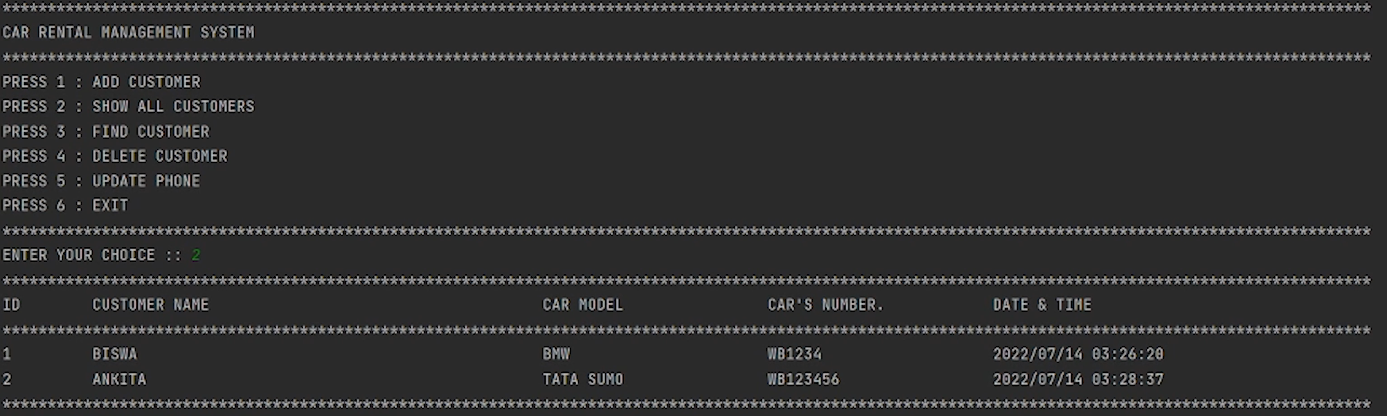 ********************************************************************************************************************************************************
CAR RENTAL MANAGEMENT SYSTEM
********************************************************************************************************************************************************
PRESS 1 : ADD CUSTOMER
PRESS 2 : SHOW ALL CUSTOMERS
PRESS 3 : FIND CUSTOMER
PRESS 4 : DELETE CUSTOMER
PRESS 5 : UPDATE PHONE
PRESS 6 : EXIT
********************************************************************************************************************************************************
ENTER YOUR CHOICE :: 2
********************************************************************************************************************************************************
ID CUSTOMER NAME CAR MODEL CAR'S NUMBER. DATE & TIME
********************************************************************************************************************************************************
1 BISWA BMW WB1234 2022/07/14 03:26:20
2 ANKITA TATA SUMO WB123456 2022/07/14 03:28:37
********************************************************************************************************************************************************